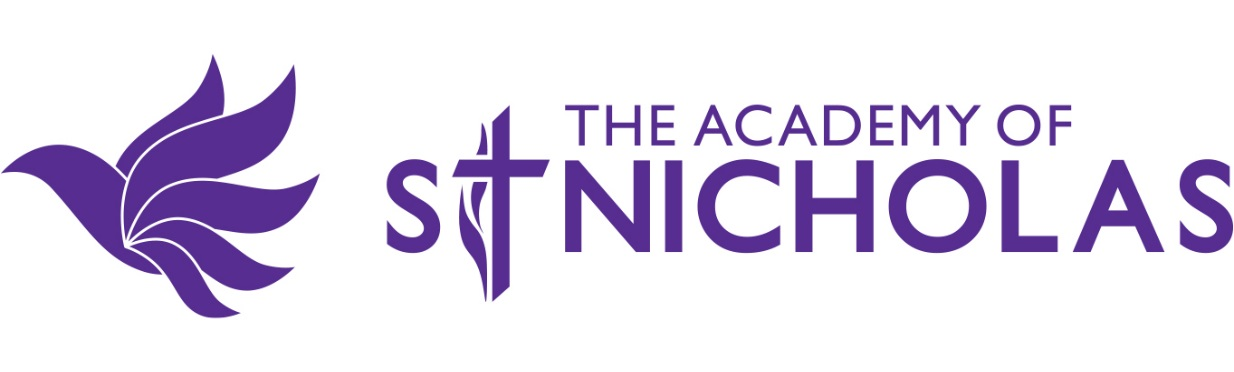 THE ACADEMY OF
ST NICHOLAS